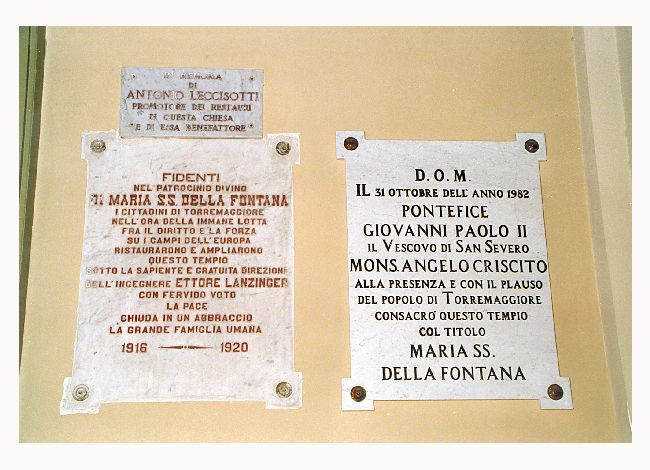 IN MEMORIA
DI
ANTONIO LECCISOTTI
PROMOTORE DEI RESTAURI
DI QUESTA CHIESA
E DI ESSA BENEFATTORE
FIDENTI
NEL PATROCINIO DIVINO
DI MARIA S.S. DELLA FONTANA
I CITTADINI DI TORREMAGGIORE
NELL'ORA DELLA IMMANE LOTTA
FRA IL DIRITTO E LA FORZA
SU I CAMPI DELL'EUROPA
RISTAURARONO E AMPLIARONO
QUESTO TEMPIO
SOTTO LA SAPIENTE E GRATUITA DIREZIONE
DELL'INGEGNERE ETTORE LANZINGER
CON FERVIDO VOTO
LA PACE
CHIUDA IN UN ABBRACCIO
LA GRANDE FAMIGLIA UMANA
1916 — 1920
D.O.M.
IL 31 OTTOBRE DELL'ANNO 1982
PONTEFICE
GIOVANNI PAOLO II
IL VESCOVO DI SAN SEVERO
MONS. ANGELO CRISCITO
ALLA PRESENZA E CON IL PLAUSO
DEL POPOLO DI TORREMAGGIORE
CONSACRO' QUESTO TEMPIO
COL TITOLO
MARIA SS.
DELLA FONTANA